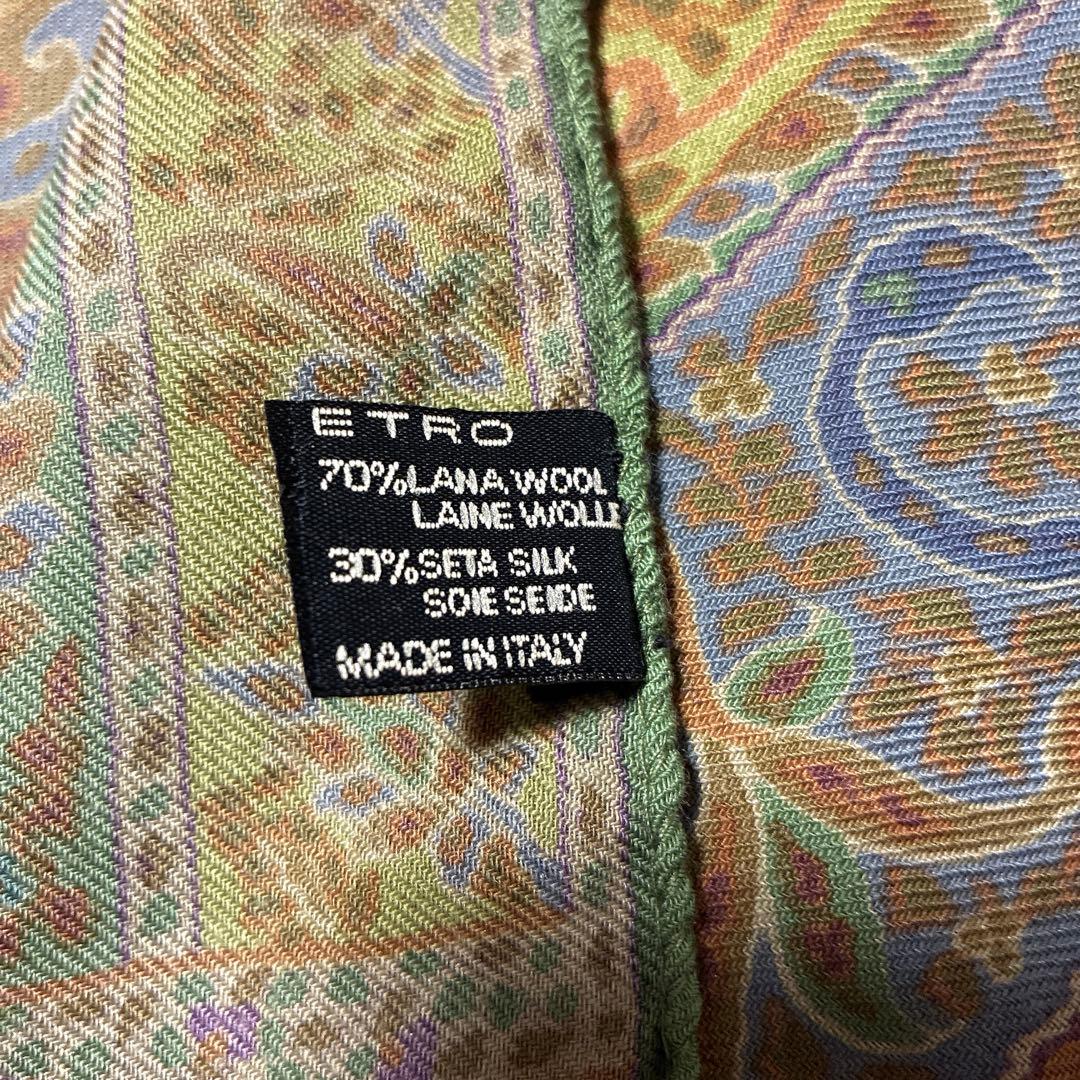 ETRO
70%LANA WOOL
LAINE WOLLE
30%SETA SILK
SOIE SEIDE
MADE IN ITALY